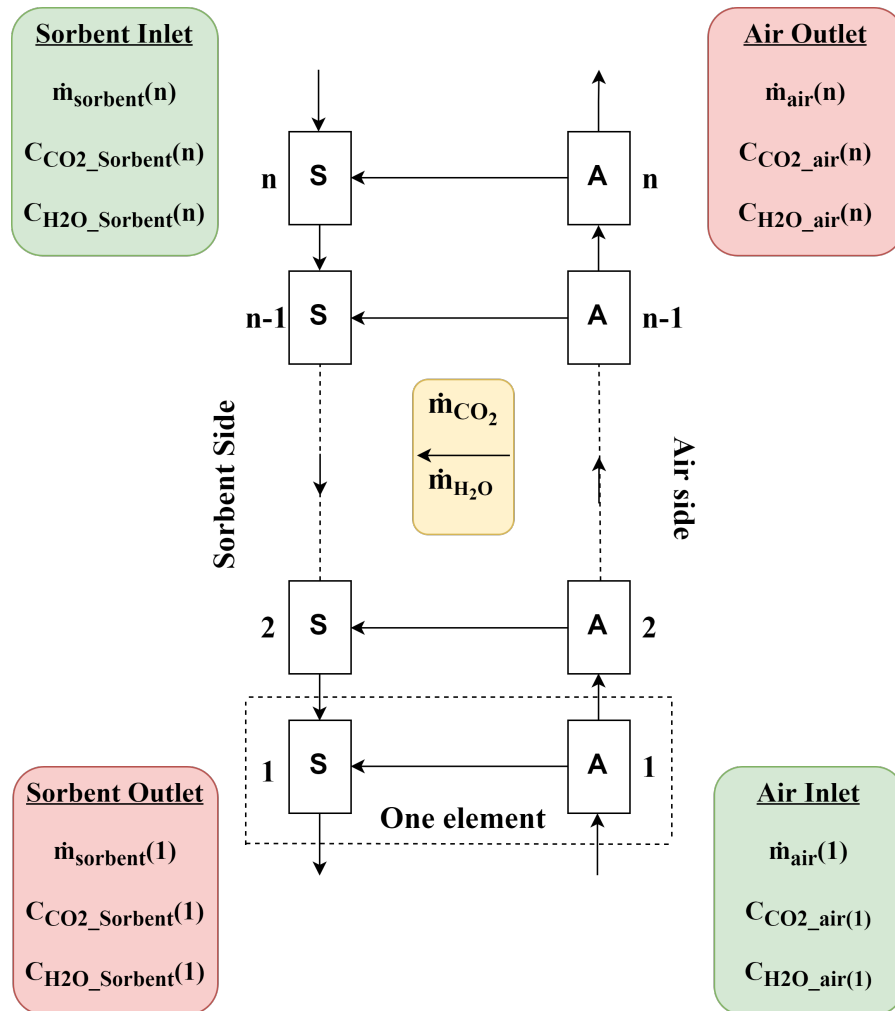 Sorbent Inlet
ṁsorbent(n)
CCO2_Sorbent(n)
CH2O_Sorbent(n)
Air Outlet
ṁair(n)
CCO2_air(n)
CH2O_air(n)
n S A n
n-1 S A n-1
Sorbent Side
ṁCO2
ṁH2O
Air side
2 S A 2
1 S A 1
One element
Sorbent Outlet
ṁsorbent(1)
CCO2_Sorbent(1)
CH2O_Sorbent(1)
Air Inlet
ṁair(1)
CCO2_air(1)
CH2O_air(1)